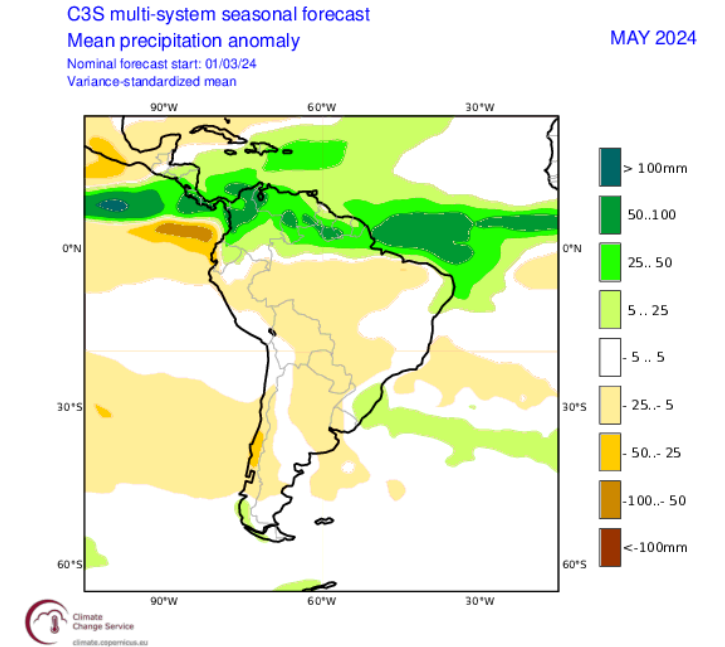 C3S multi-system seasonal forecast
Mean precipitation anomaly
MAY 2024
Nominal forecast start: 01/03/24
Variance-standardized mean
90°W 60°W 30°W
> 100mm
50..100
0°N 0°N
25.. 50
5 .. 25
- 5 .. 5
30°S 30°S
- 25..- 5
- 50..- 25
-100..- 50
<-100mm
60°S 60°S
90°W 60°W 30°W
Climate
Change Service
climate.copernicus.eu